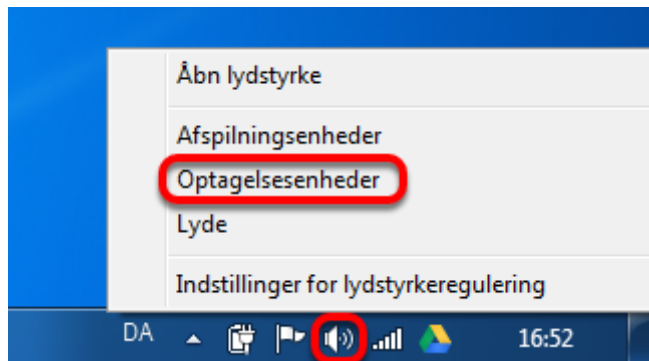 Åbn lydstyrke
Afspilningsenheder
Optagelsesenheder
Lyde
Indstillinger for lydstyrkeregulering
DA 16:52